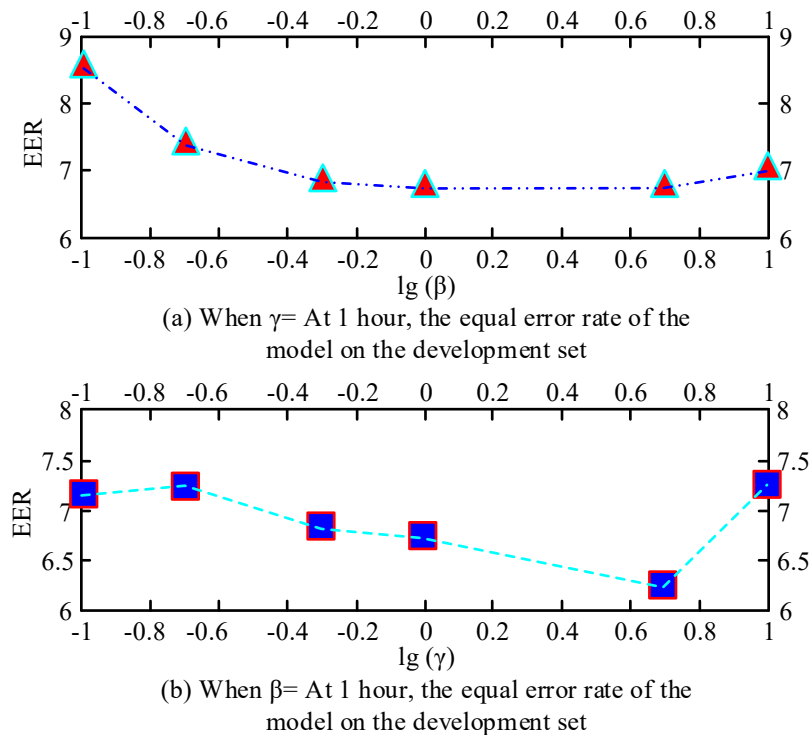 -1 -0.8 -0.6 -0.4 -0.2 0 0.2 0.4 0.6 0.8 1
9 9
8 8
7 7
6 6
EER
-1 -0.8 -0.6 -0.4 -0.2 0 0.2 0.4 0.6 0.8 1
lg (β)
(a) When γ= At 1 hour, the equal error rate of the
model on the development set
-1 -0.8 -0.6 -0.4 -0.2 0 0.2 0.4 0.6 0.8 1
8 8
7.5 7.5
7 7
6.5 6.5
6 6
EER
-1 -0.8 -0.6 -0.4 -0.2 0 0.2 0.4 0.6 0.8 1
lg (γ)
(b) When β= At 1 hour, the equal error rate of the
model on the development set